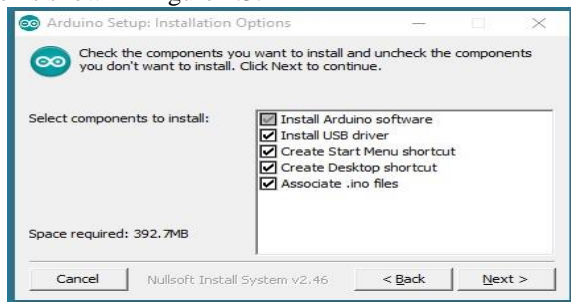 Arduino Setup: Installation Options
Check the components you want to install and uncheck the components
you don't want to install. Click Next to continue.
Select components to install:
Install Arduino software
Install USB driver
Create Start Menu shortcut
Create Desktop shortcut
Associate .ino files
Space required: 392.7MB
Cancel
Nullsoft Install System v2.46
< Back
Next >